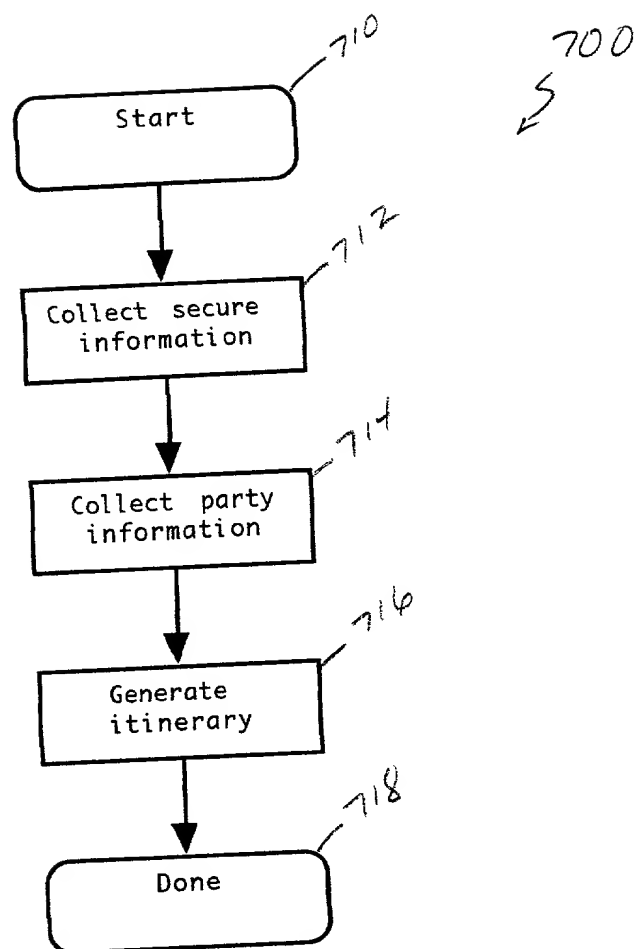 710
700
Start
712
Collect secure
information
714
Collect party
information
716
Generate
itinerary
718
Done